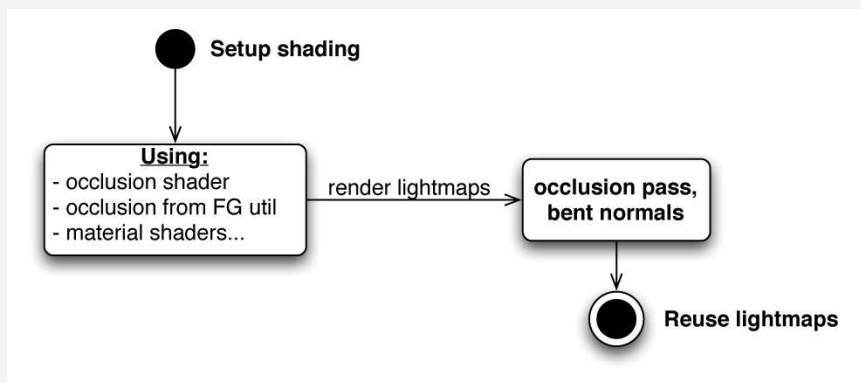 Setup shading
Using:
- occlusion shader
- occlusion from FG util
- material shaders...
render lightmaps
occlusion pass,
bent normals
Reuse lightmaps